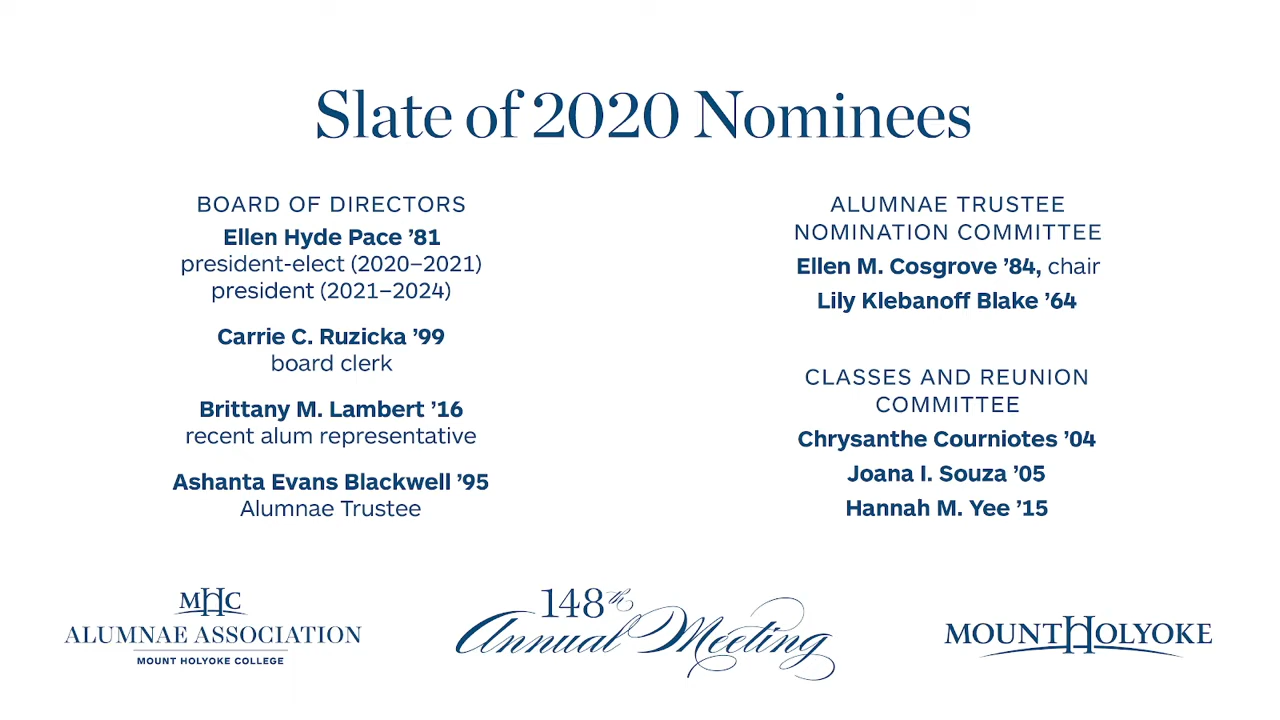 Slate of 2020 Nominees
BOARD OF DIRECTORS
Ellen Hyde Pace ’81
president-elect (2020–2021)
president (2021–2024)
Carrie C. Ruzicka ’99
board clerk
Brittany M. Lambert ’16
recent alum representative
Ashanta Evans Blackwell ’95
Alumnae Trustee
ALUMNAE TRUSTEE
NOMINATION COMMITTEE
Ellen M. Cosgrove ’84, chair
Lily Klebanoff Blake ’64
CLASSES AND REUNION
COMMITTEE
Chrysanthe Courniotes ’04
Joana I. Souza ’05
Hannah M. Yee ’15
MHC
ALUMNAE ASSOCIATION
MOUNT HOLYOKE COLLEGE
148th
Annual Meeting
MOUNT HOLYOKE